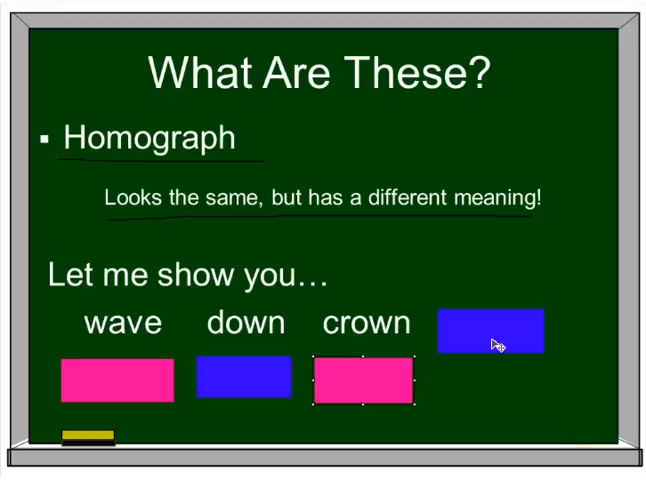 What Are These?
▪ Homograph
Looks the same, but has a different meaning!
Let me show you…
wave down crown